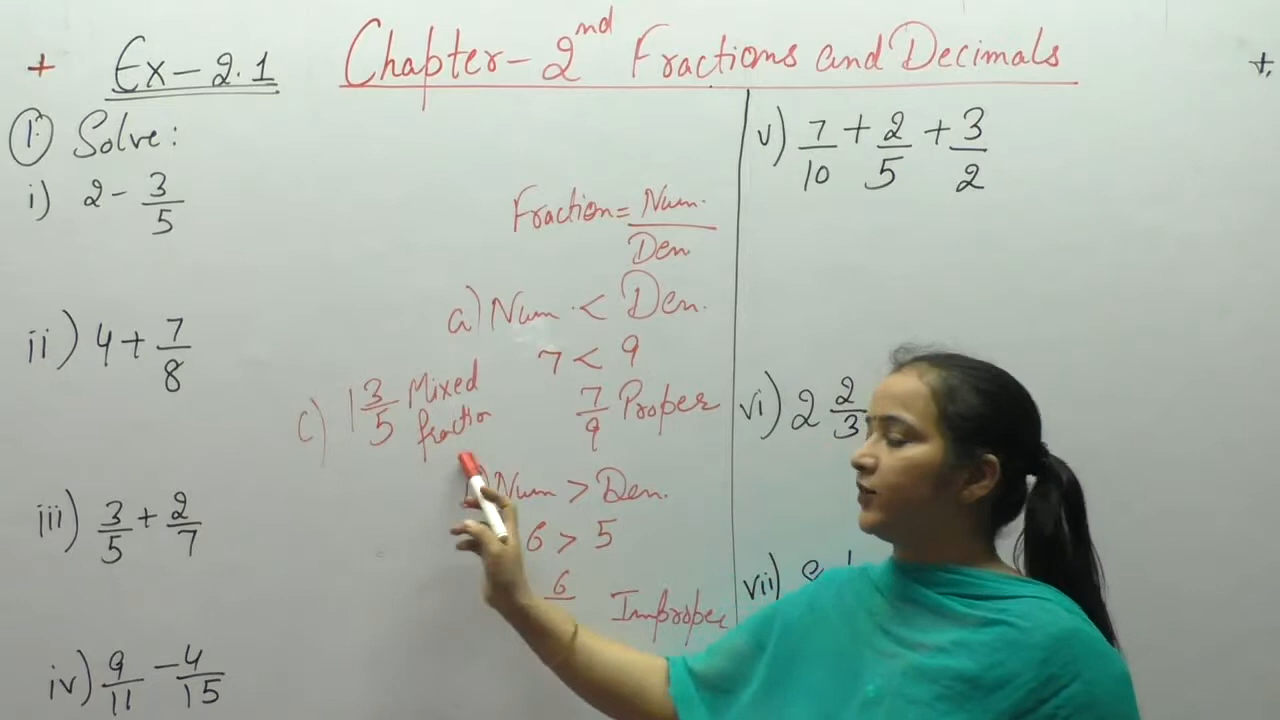 + Ex-2.1 Chapter-2nd Fractions and Decimals +.
① Solve:
i) 2 - 3/5
ii) 4 + 7/8
iii) 3/5 + 2/7
iv) 9/11 - 4/15
Fraction = Num./Den
a) Num. < Den.
7 < 9
7/9 Proper
c) 1 3/5 Mixed
fraction
) Num > Den.
6 > 5
6
Improper
v) 7/10 + 2/5 + 3/2
vi) 2 2/3
vii)